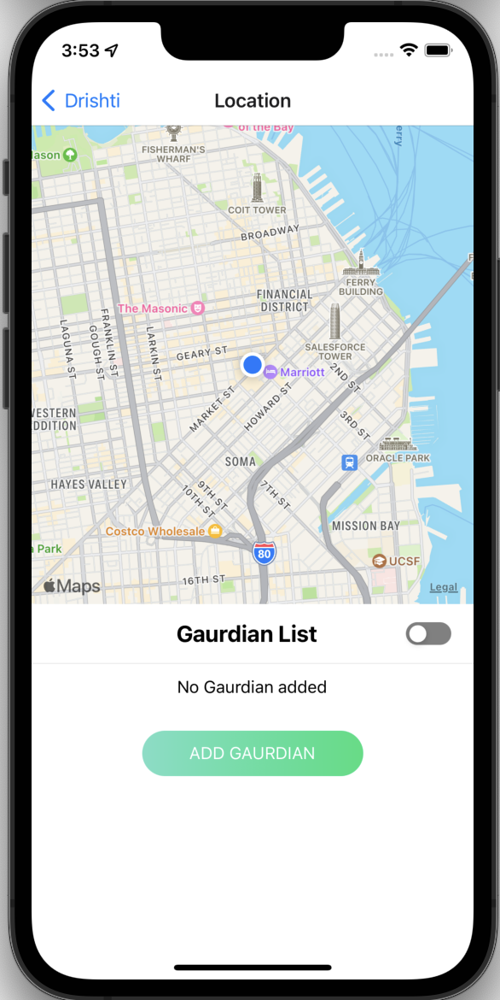 3:53
Drishti
Location
of the Bay
ason
FISHERMAN'S
WHARF
erry
COIT TOWER
BROADWAY
FERRY
BUILDING
FINANCIAL
DISTRICT
The Masonic
FRANKLIN ST
GOUGH ST
LAGUNA ST
LARKIN ST
SALESFORCE
TOWER
GEARY ST
Marriott
2ND ST
MARKET ST
HOWARD ST
ESTERN
DDITION
3RD ST
ORACLE PARK
SOMA
HAYES VALLEY
9TH ST
10TH ST
7TH ST
Costco Wholesale
MISSION BAY
Park
80
UCSF
16TH ST
Maps
Legal
Gaurdian List
No Gaurdian added
ADD GAURDIAN